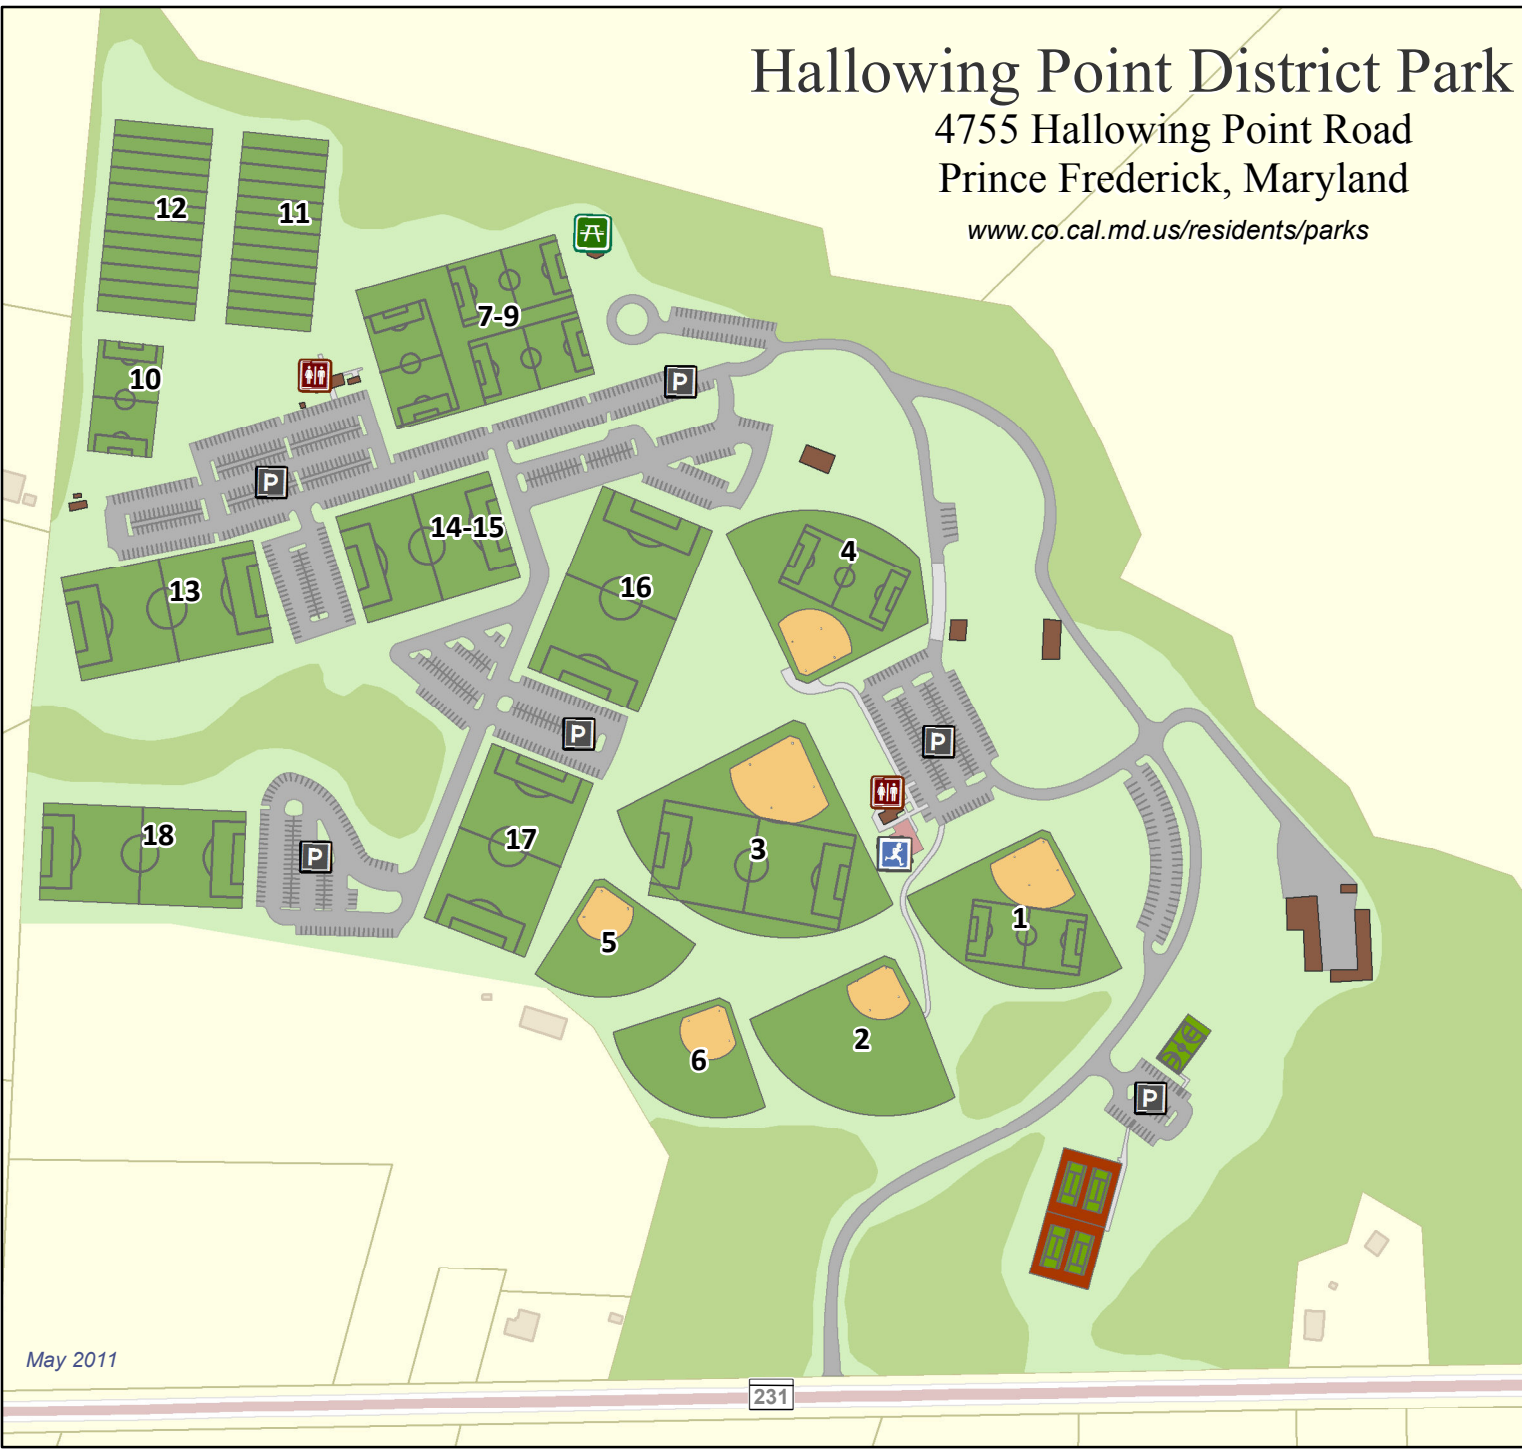 Hallowing Point District Park
4755 Hallowing Point Road
Prince Frederick, Maryland
www.co.cal.md.us/residents/parks
12
11
7-9
10
P
P
14-15
4
16
13
P
P
18
17
3
P
1
5
2
6
P
May 2011
231